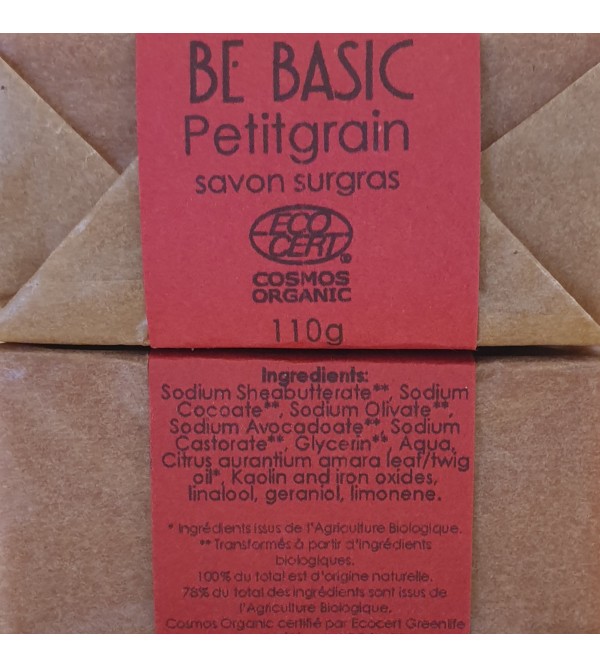 BE BASIC
Petitgrain
savon surgras
ECO
CERT®
COSMOS
ORGANIC
110g
Ingredients:
Sodium Sheabutterate**, Sodium
Cocoate**, Sodium Olivate**,
Sodium Avocadoate**, Sodium
Castorate**, Glycerin**, Aqua,
Citrus aurantium amara leaf/twig
oil*, Kaolin and iron oxides,
linalool, geraniol, limonene.
* Ingrédients issus de l'Agriculture Biologique.
** Transformés à partir d'ingrédients
biologiques.
100% du total est d'origine naturelle.
78% du total des ingrédients sont issus de
l'Agriculture Biologique.
Cosmos Organic certifié par Ecocert Greenlife